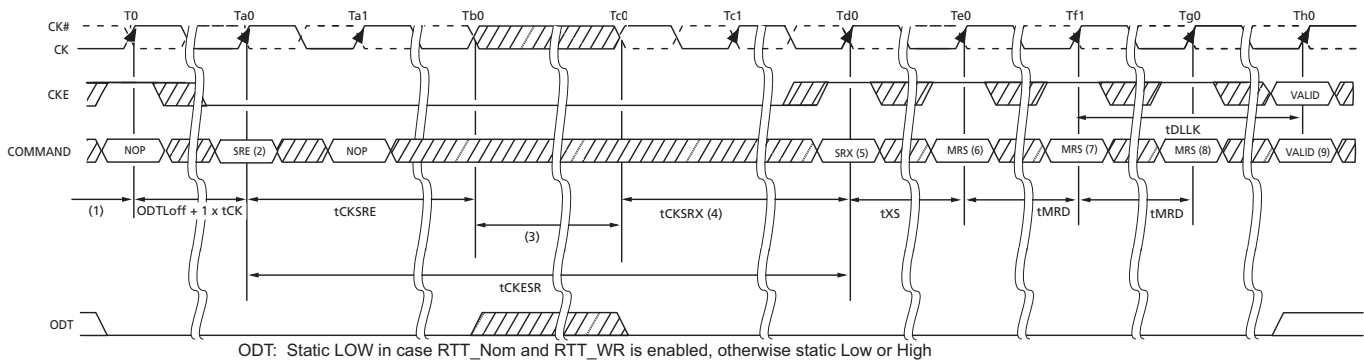 T0 Ta0 Ta1 Tb0 Tc0 Tc1 Td0 Te0 Tf1 Tg0 Th0
CK#
CK
CKE
VALID
tDLLK
COMMAND NOP SRE (2) NOP SRX (5) MRS (6) MRS (7) MRS (8) VALID (9)
(1) ODTLoff + 1 x tCK tCKSRE tCKSRX (4) tXS tMRD tMRD
(3)
tCKESR
ODT
ODT: Static LOW in case RTT_Nom and RTT_WR is enabled, otherwise static Low or High